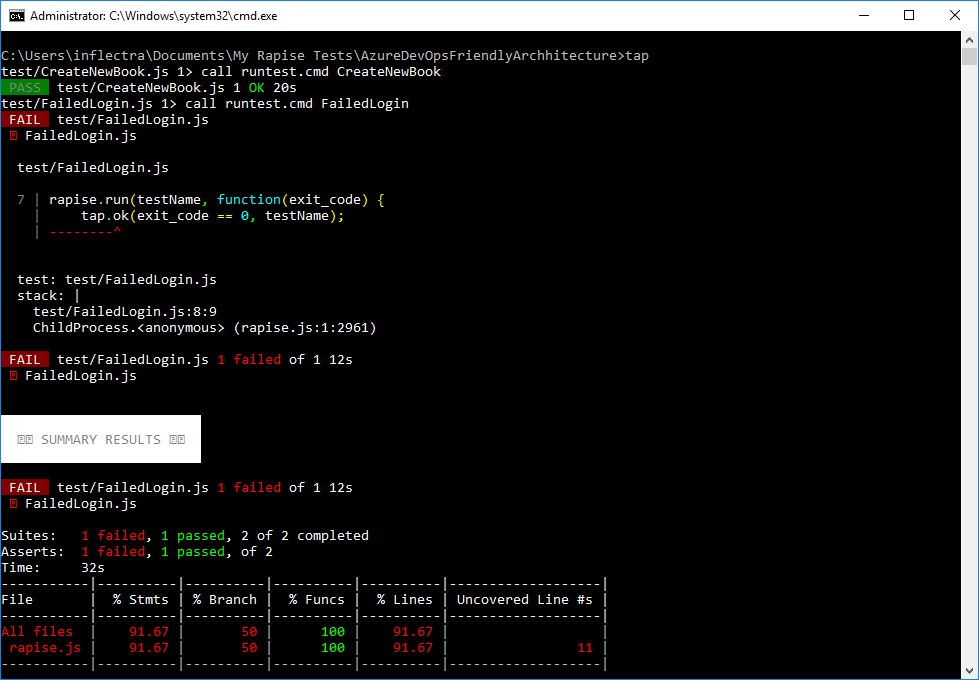 Administrator: C:\Windows\system32\cmd.exe
C:\Users\inflectra\Documents\My Rapise Tests\AzureDevOpsFriendlyArchhitecture>tap
test/CreateNewBook.js 1> call runtest.cmd CreateNewBook
PASS test/CreateNewBook.js 1 OK 20s
test/FailedLogin.js 1> call runtest.cmd FailedLogin
FAIL test/FailedLogin.js
FailedLogin.js
test/FailedLogin.js
7 | rapise.run(testName, function(exit_code) {
|     tap.ok(exit_code == 0, testName);
| --------^
test: test/FailedLogin.js
stack: |
test/FailedLogin.js:8:9
ChildProcess.<anonymous> (rapise.js:1:2961)
FAIL test/FailedLogin.js 1 failed of 1 12s
FailedLogin.js
SUMMARY RESULTS
FAIL test/FailedLogin.js 1 failed of 1 12s
FailedLogin.js
Suites:   1 failed, 1 passed, 2 of 2 completed
Asserts:  1 failed, 1 passed, of 2
Time:     32s
-----------|----------|----------|----------|----------|-------------------|
File       |  % Stmts | % Branch |  % Funcs |  % Lines | Uncovered Line #s |
-----------|----------|----------|----------|----------|-------------------|
All files  |    91.67 |       50 |      100 |    91.67 |                   |
rapise.js |    91.67 |       50 |      100 |    91.67 |                11 |
-----------|----------|----------|----------|----------|-------------------|